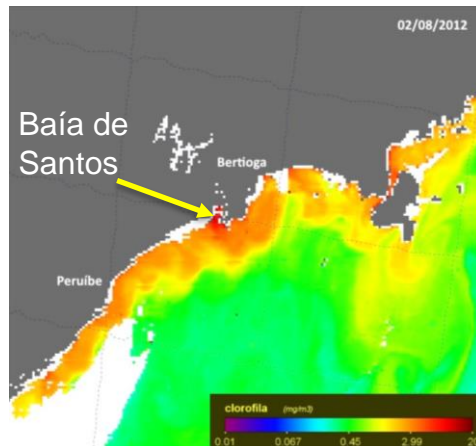 02/08/2012
Baía de
Santos
Bertioga
Peruíbe
clorofila (mg/m3)
0.01 0.067 0.45 2.99